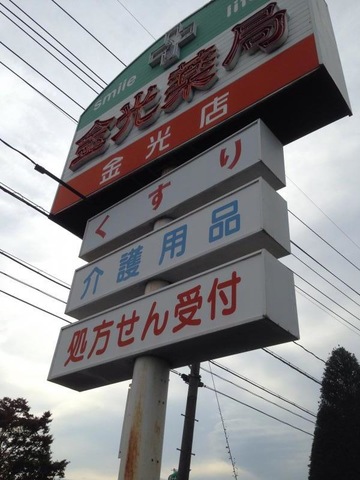 smile line
金光薬局
金光店
くすり
介護用品
処方せん受付